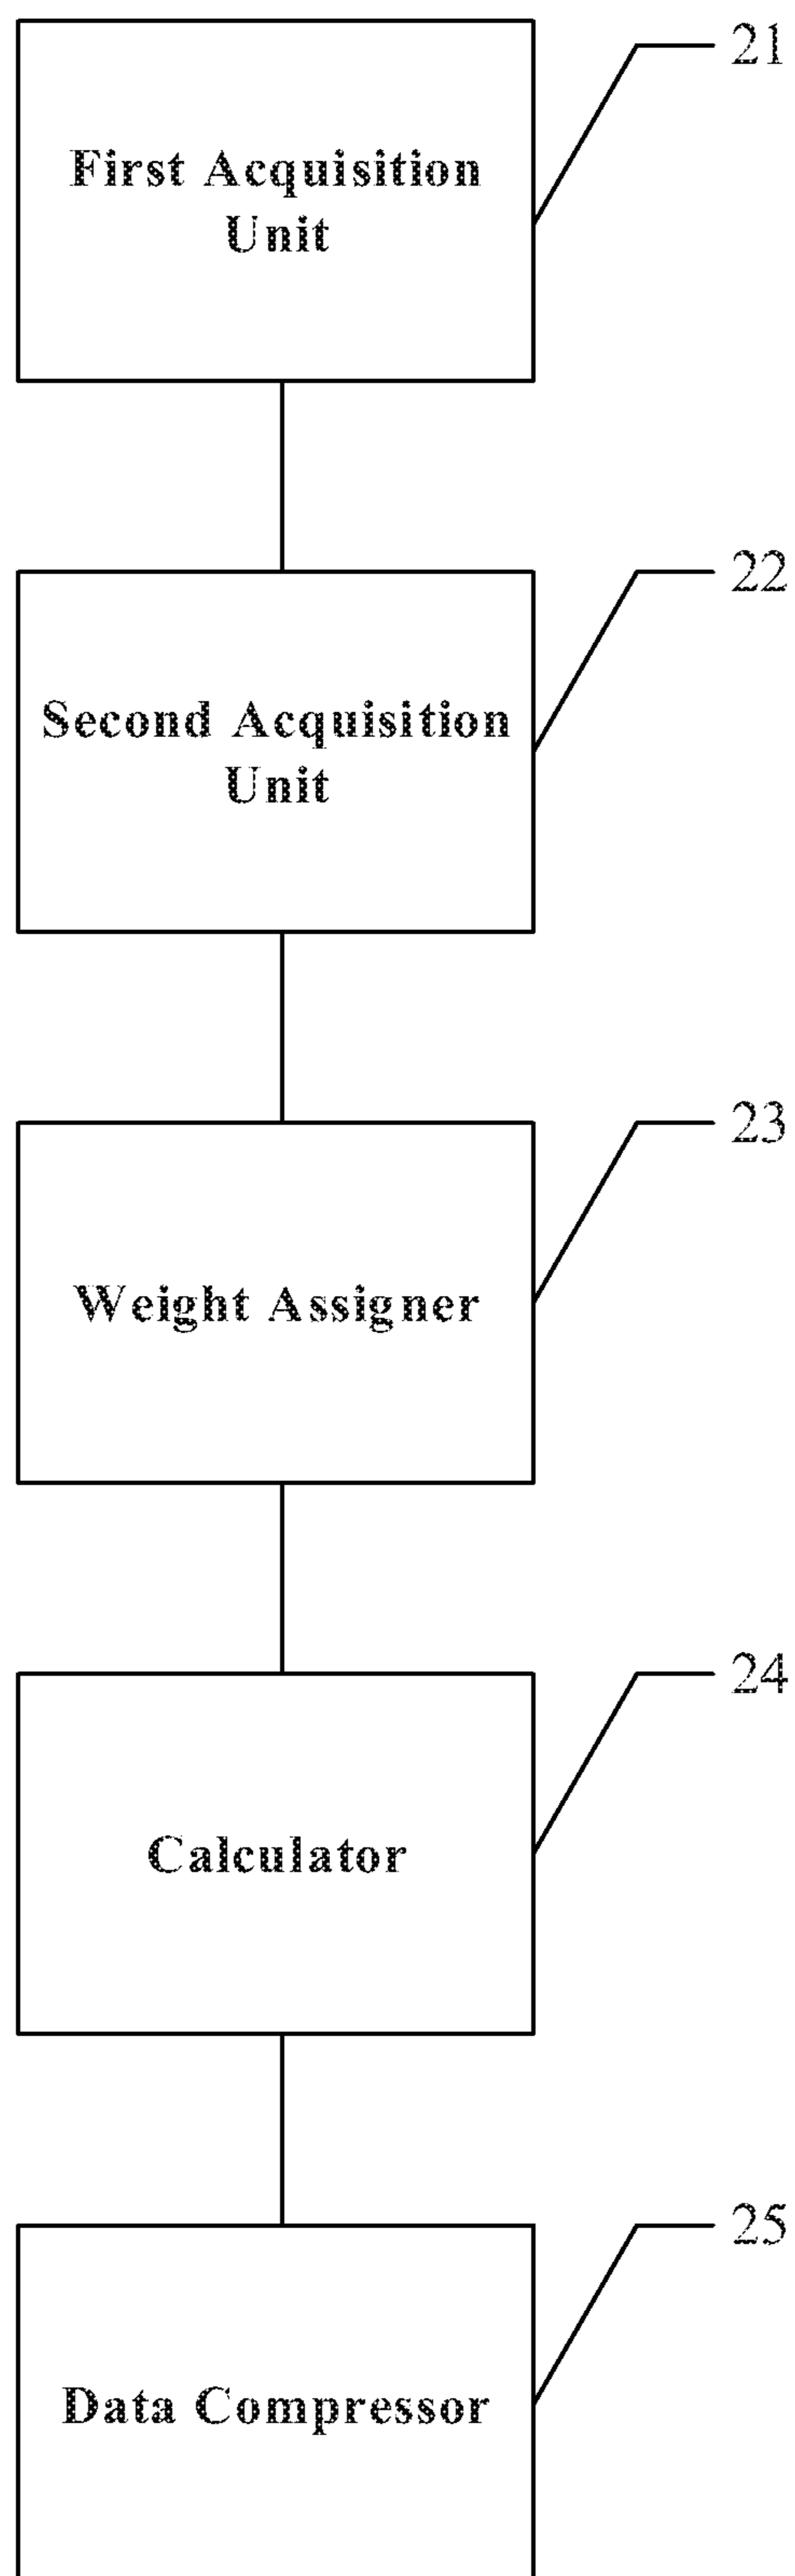 21
First Acquisition
Unit
22
Second Acquisition
Unit
23
Weight Assigner
24
Calculator
25
Data Compressor